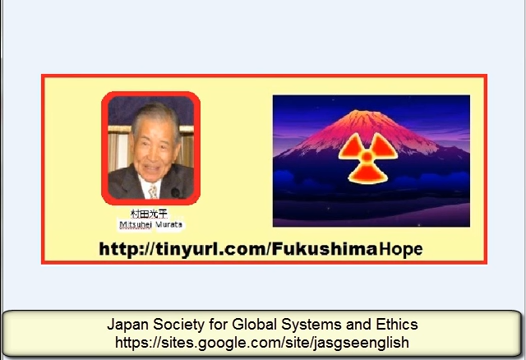 村田光平
Mitsuhei Murata
http://tinyurl.com/FukushimaHope
Japan Society for Global Systems and Ethics
https://sites.google.com/site/jasgseenglish